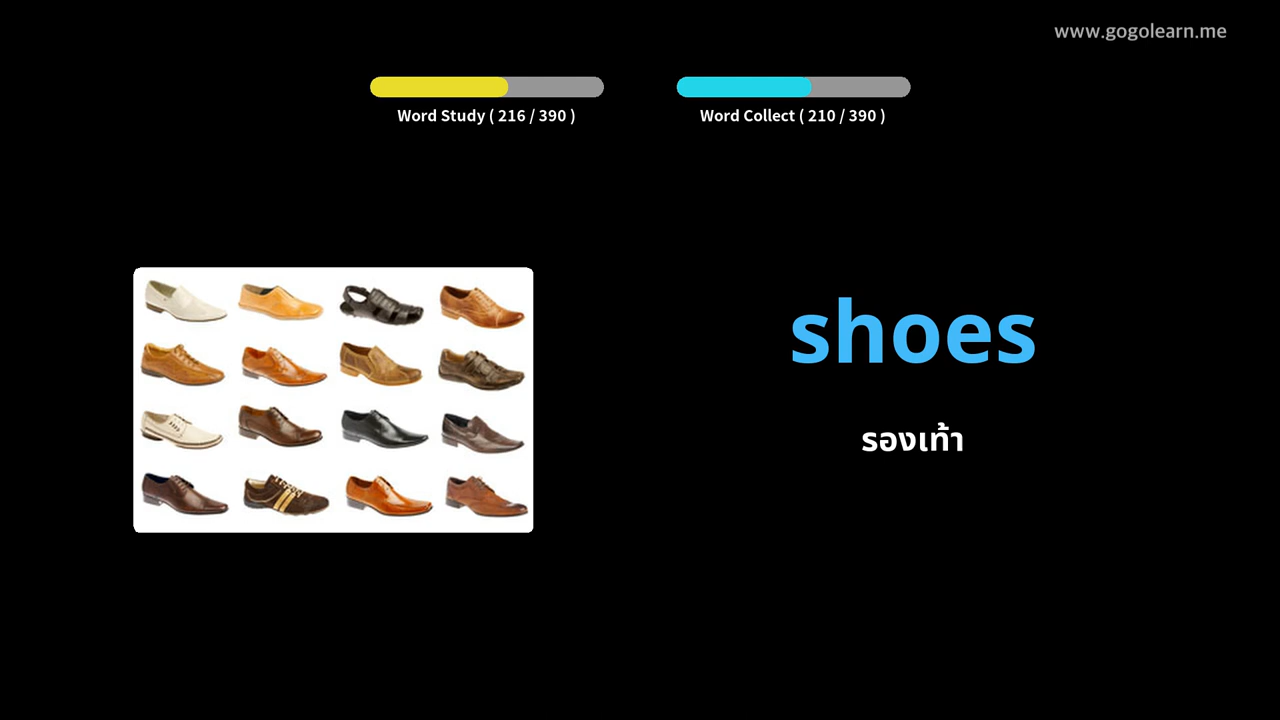 www.gogolearn.me
Word Study ( 216 / 390 )
Word Collect ( 210 / 390 )
shoes
รองเท้า